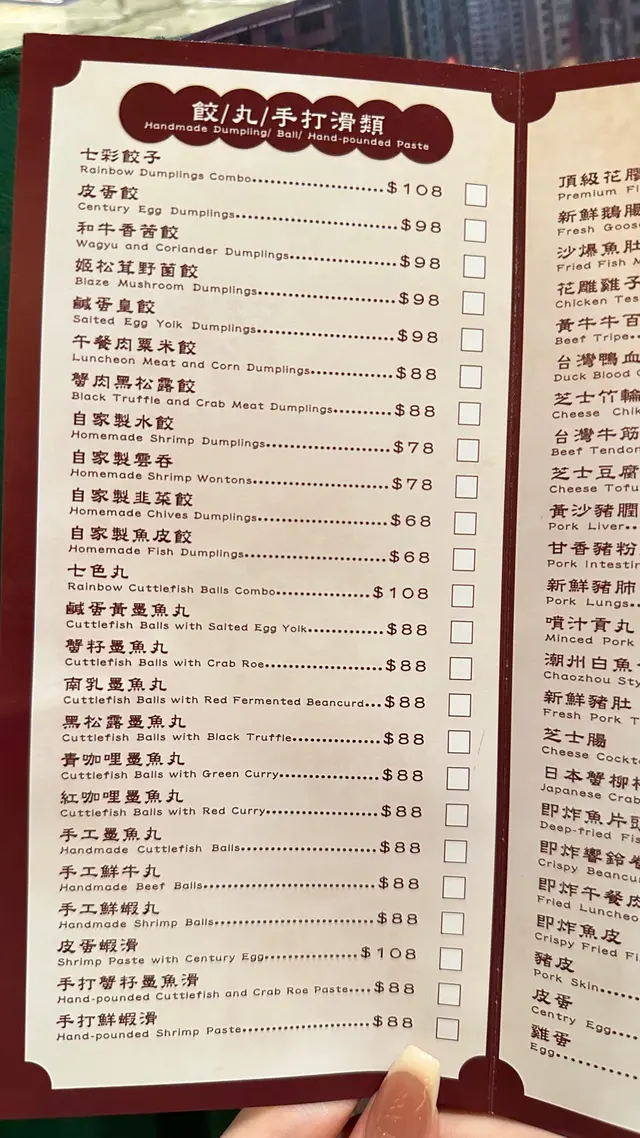 餃/丸/手打滑類
Handmade Dumpling/ Ball/ Hand-pounded Paste
七彩餃子
Rainbow Dumplings Combo $108
皮蛋餃
Century Egg Dumplings $98
和牛香茜餃
Wagyu and Coriander Dumplings $98
姬松茸野菌餃
Blaze Mushroom Dumplings $98
鹹蛋皇餃
Salted Egg Yolk Dumplings $98
午餐肉粟米餃
Luncheon Meat and Corn Dumplings $88
蟹肉黑松露餃
Black Truffle and Crab Meat Dumplings $88
自家製水餃
Homemade Shrimp Dumplings $78
自家製雲吞
Homemade Shrimp Wontons $78
自家製韭菜餃
Homemade Chives Dumplings $68
自家製魚皮餃
Homemade Fish Dumplings $68
七色丸
Rainbow Cuttlefish Balls Combo $108
鹹蛋黃墨魚丸
Cuttlefish Balls with Salted Egg Yolk $88
蟹籽墨魚丸
Cuttlefish Balls with Crab Roe $88
南乳墨魚丸
Cuttlefish Balls with Red Fermented Beancurd $88
黑松露墨魚丸
Cuttlefish Balls with Black Truffle $88
青咖哩墨魚丸
Cuttlefish Balls with Green Curry $88
紅咖哩墨魚丸
Cuttlefish Balls with Red Curry $88
手工墨魚丸
Handmade Cuttlefish Balls $88
手工鮮牛丸
Handmade Beef Balls $88
手工鮮蝦丸
Handmade Shrimp Balls $88
皮蛋蝦滑
Shrimp Paste with Century Egg $108
手打蟹籽墨魚滑
Hand-pounded Cuttlefish and Crab Roe Paste $88
手打鮮蝦滑
Hand-pounded Shrimp Paste $88
頂級花膠
Premium Fi
新鮮鵝腸
Fresh Goos
沙爆魚肚
Fried Fish M
花雕雞子
Chicken Tes
黃牛牛百
Beef Tripe
台灣鴨血
Duck Blood
芝士竹輪
Cheese Chik
台灣牛筋
Beef Tendon
芝士豆腐
Cheese Tofu
黃沙豬膶
Pork Liver
甘香豬粉
Pork Intestin
新鮮豬肺
Pork Lungs
噴汁貢丸
Minced Pork
潮州白魚
Chaozhou Sty
新鮮豬肚
Fresh Pork T
芝士腸
Cheese Cockt
日本蟹柳
Japanese Crab
即炸魚片頭
Deep-fried Fis
即炸響鈴卷
Crispy Beancur
即炸午餐肉
Fried Luncheo
即炸魚皮
Crispy Fried Fi
豬皮
Pork Skin
皮蛋
Centry Egg
雞蛋
Egg